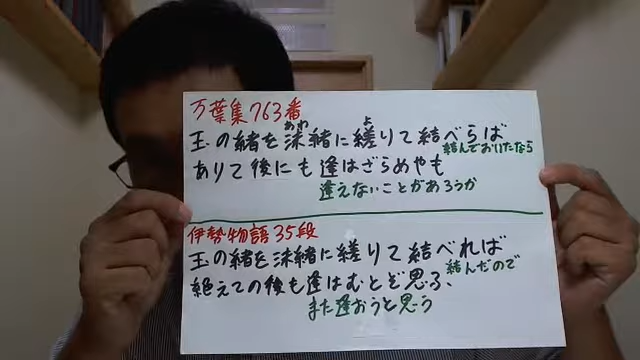 万葉集763番
玉の緒を沫緒に縒りて結べらば
あわ
よ
結んでおいたなら
ありて後にも逢はざらめやも
逢えないことがあろうか
伊勢物語35段
玉の緒を沫緒に縒りて結べれば
結んだので
絶えての後も逢はむとぞ思ふ、
また逢おうと思う